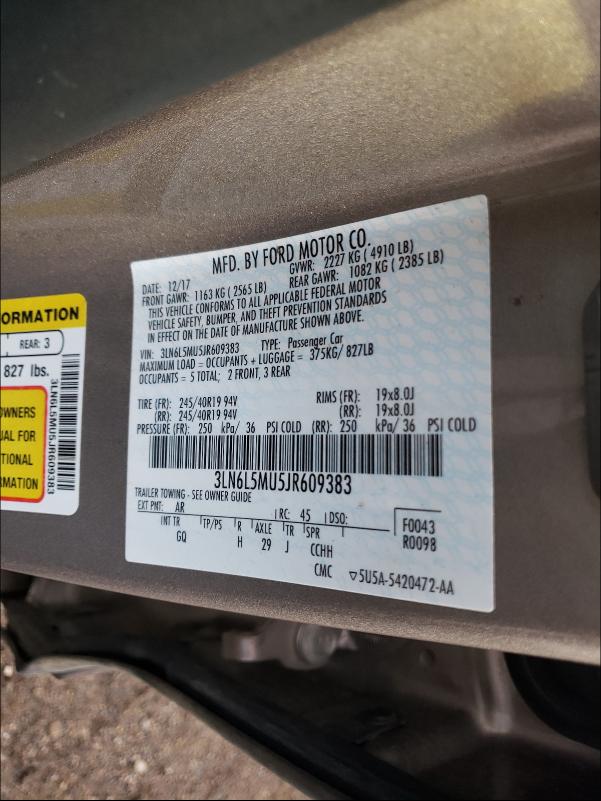 MFD. BY FORD MOTOR CO.
DATE: 12/17 GVWR: 2227 KG ( 4910 LB)
FRONT GAWR: 1163 KG ( 2565 LB) REAR GAWR: 1082 KG ( 2385 LB)
THIS VEHICLE CONFORMS TO ALL APPLICABLE FEDERAL MOTOR
VEHICLE SAFETY, BUMPER, AND THEFT PREVENTION STANDARDS
IN EFFECT ON THE DATE OF MANUFACTURE SHOWN ABOVE.
VIN: 3LN6L5MU5JR609383 TYPE: Passenger Car
MAXIMUM LOAD = OCCUPANTS + LUGGAGE = 375KG/ 827LB
OCCUPANTS = 5 TOTAL; 2 FRONT, 3 REAR
TIRE (FR): 245/40R19 94V RIMS (FR): 19x8.0J
(RR): 245/40R19 94V (RR): 19x8.0J
PRESSURE (FR): 250 kPa/ 36 PSI COLD (RR): 250 kPa/ 36 PSI COLD
3LN6L5MU5JR609383
TRAILER TOWING - SEE OWNER GUIDE
EXT PNT: AR |RC: 45 |DSO: F0043
INT TR |TP/PS |R |AXLE |TR |SPR R0098
GQ H 29 J CCHH
CMC ▽5U5A-5420472-AA
ORMATION
REAR: 3
827 lbs.
OWNERS
UAL FOR
TIONAL
RMATION
3LN6L5MU5JR609383